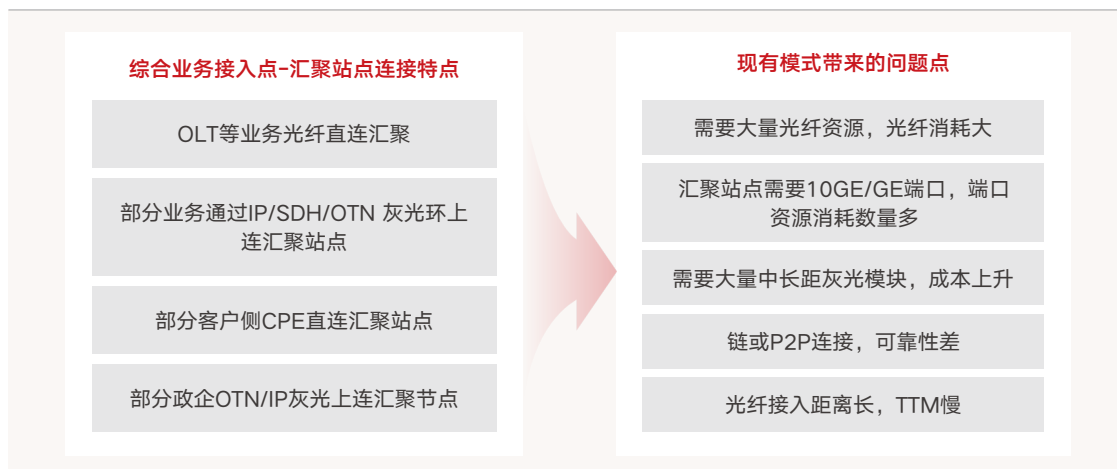 综合业务接入点-汇聚站点连接特点
OLT等业务光纤直连汇聚
部分业务通过IP/SDH/OTN 灰光环上
连汇聚站点
部分客户侧CPE直连汇聚站点
部分政企OTN/IP灰光上连汇聚节点
现有模式带来的问题点
需要大量光纤资源，光纤消耗大
汇聚站点需要10GE/GE端口，端口
资源消耗数量多
需要大量中长距灰光模块，成本上升
链或P2P连接，可靠性差
光纤接入距离长，TTM慢